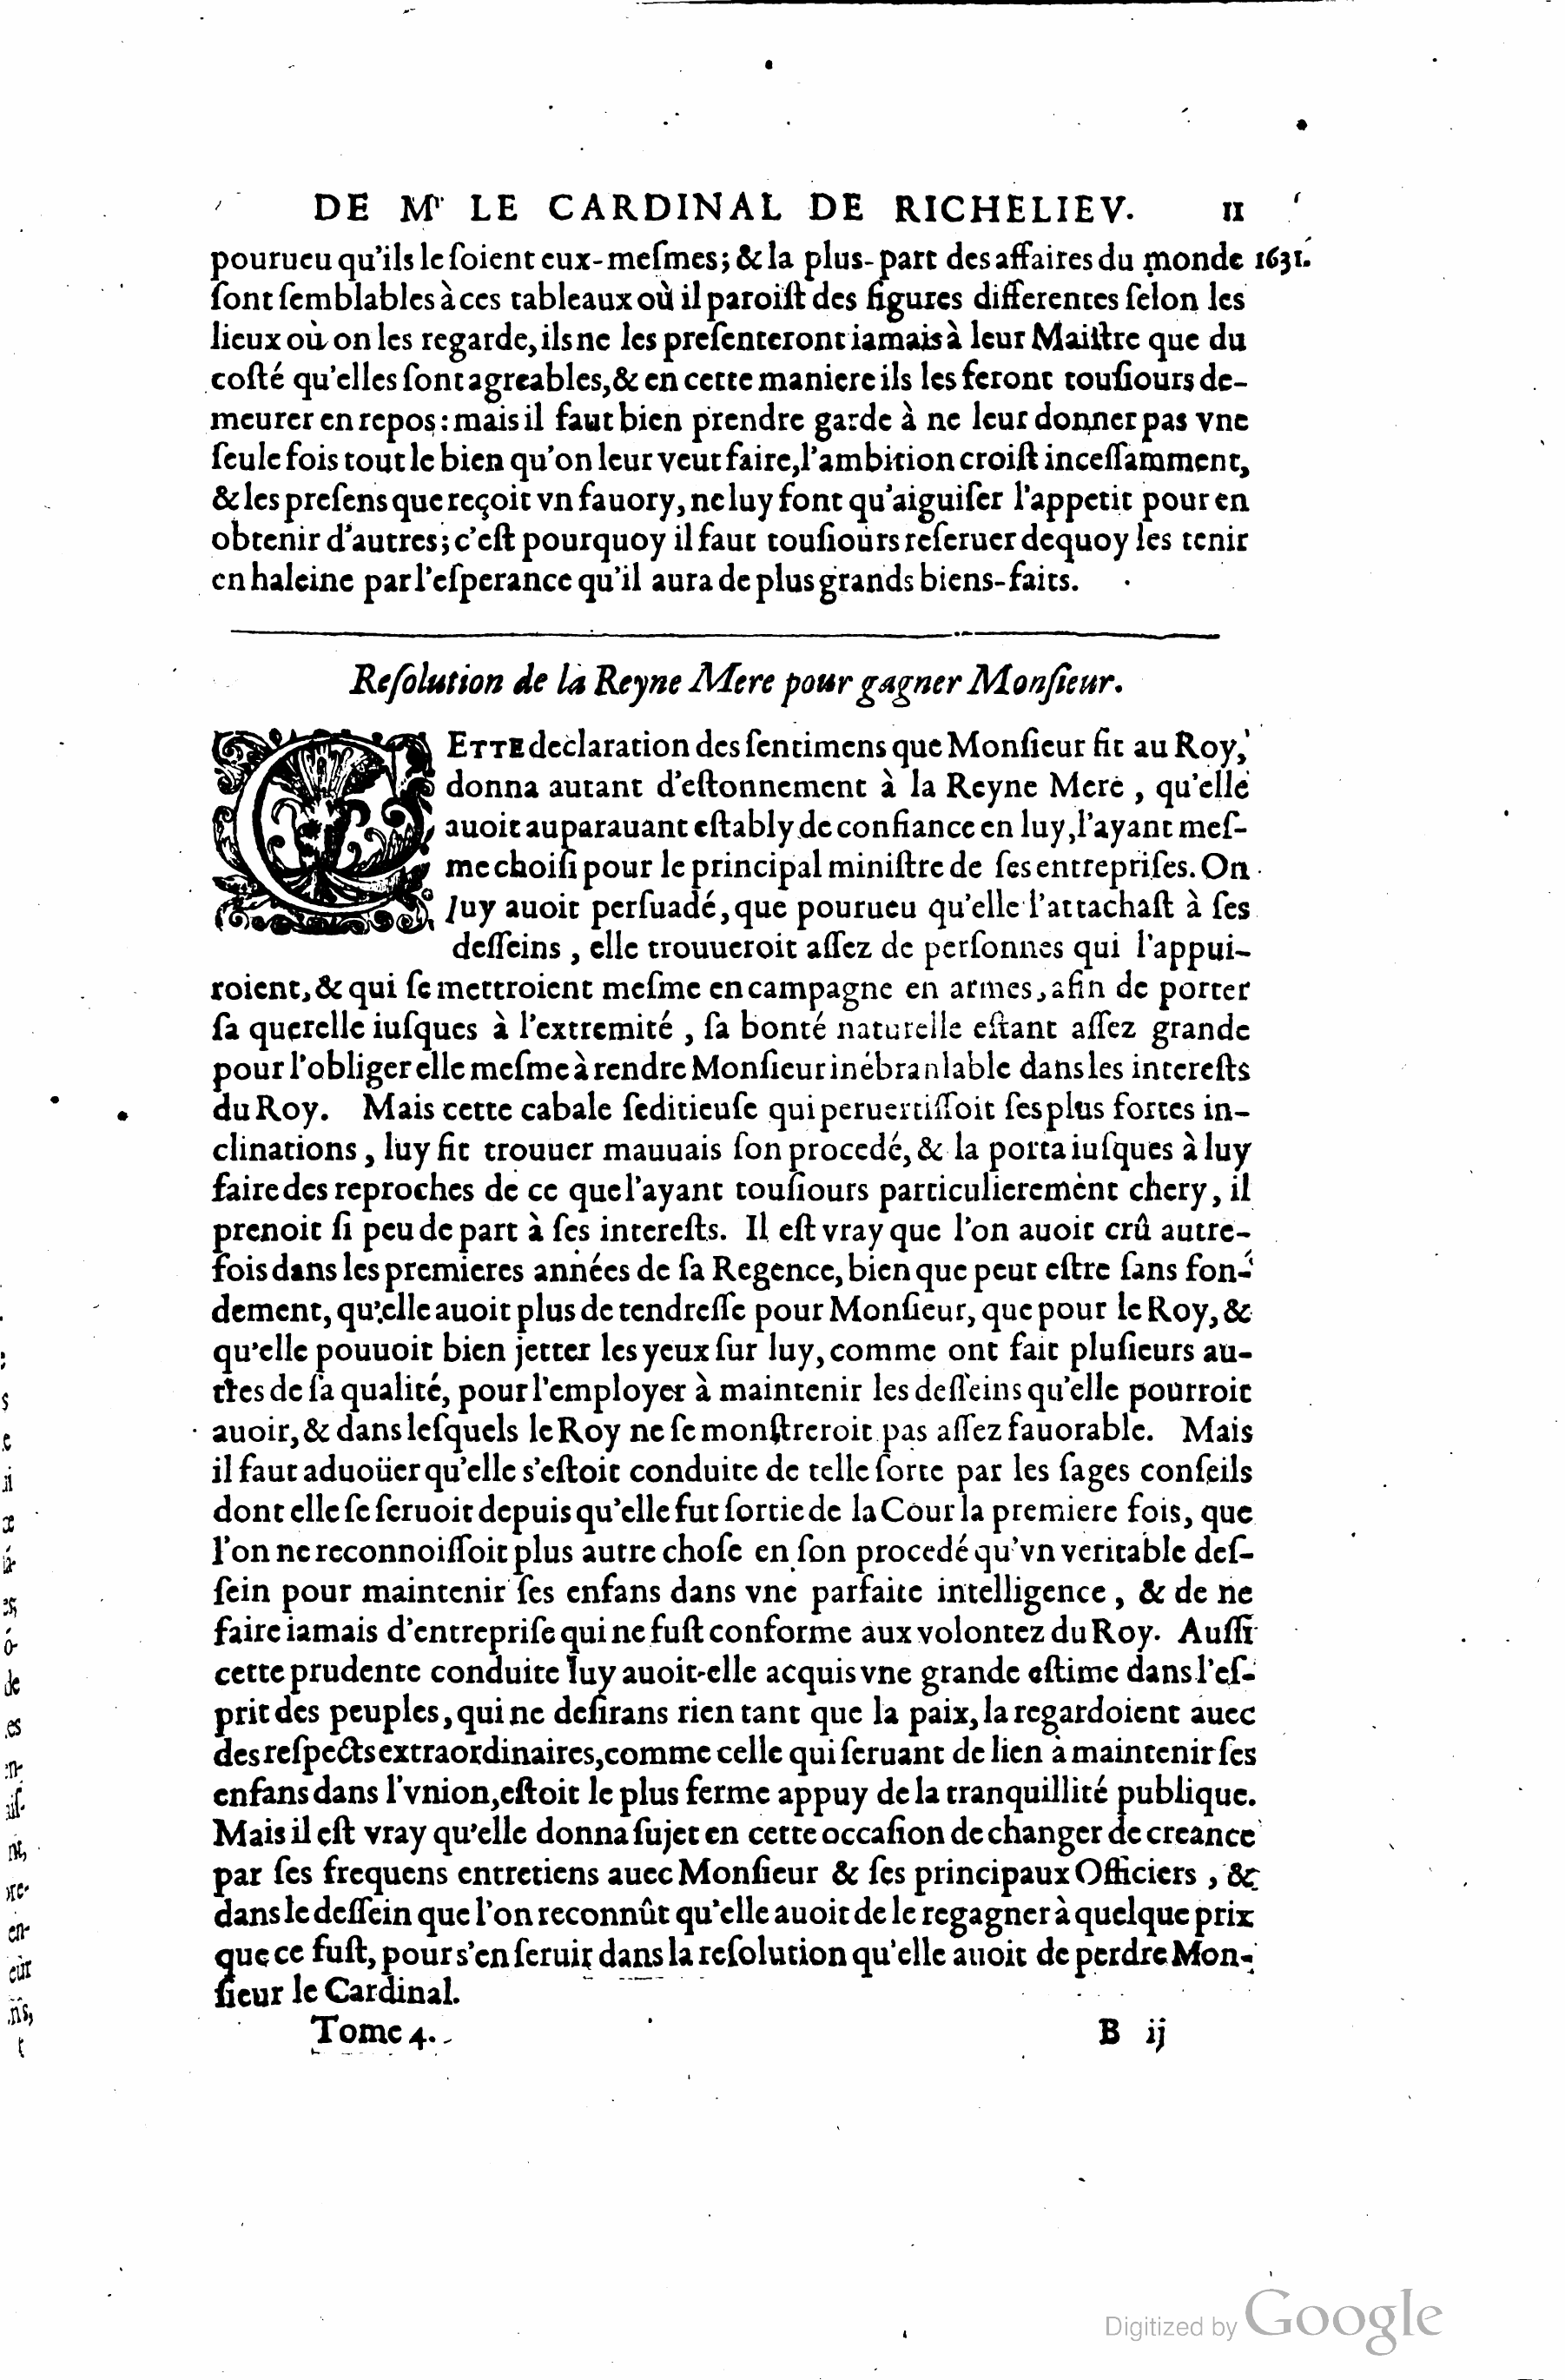 DE Mr LE CARDINAL DE RICHELIEV. 11
pourueu qu'ils le ſoient eux-meſmes; & la plus-part des affaires du monde 1631.
ſont ſemblables à ces tableaux où il paroiſt des figures differentes ſelon les
lieux où on les regarde, ils ne les preſenteront iamais à leur Maiſtre que du
coſté qu'elles ſont agreables, & en cette maniere ils les feront touſiours de-
meurer en repos: mais il faut bien prendre garde à ne leur donner pas vne
ſeule fois tout le bien qu'on leur veut faire, l'ambition croiſt inceſſamment,
& les preſens que reçoit vn fauory, ne luy font qu'aiguiſer l'appetit pour en
obtenir d'autres; c'eſt pourquoy il faut touſiours reſeruer dequoy les tenir
en haleine par l'eſperance qu'il aura de plus grands biens-faits.
Reſolution de la Reyne Mere pour gagner Monſieur.
CETTE declaration des ſentimens que Monſieur fit au Roy,
donna autant d'eſtonnement à la Reyne Mere, qu'elle
auoit auparauant eſtably de confiance en luy, l'ayant meſ-
me choiſi pour le principal miniſtre de ſes entrepriſes. On
luy auoit perſuadé, que pourueu qu'elle l'attachaſt à ſes
deſſeins, elle trouueroit aſſez de perſonnes qui l'appui-
roient, & qui ſe mettroient meſme en campagne en armes, afin de porter
ſa querelle iuſques à l'extremité, ſa bonté naturelle eſtant aſſez grande
pour l'obliger elle meſme à rendre Monſieur inébranlable dans les intereſts
du Roy. Mais cette cabale ſeditieuſe qui peruertiſſoit ſes plus fortes in-
clinations, luy fit trouuer mauuais ſon procedé, & la porta iuſques à luy
faire des reproches de ce que l'ayant touſiours particulierement chery, il
prenoit ſi peu de part à ſes intereſts. Il eſt vray que l'on auoit crû autre-
fois dans les premieres années de ſa Regence, bien que peut eſtre ſans fon-
dement, qu'elle auoit plus de tendreſſe pour Monſieur, que pour le Roy, &
qu'elle pouuoit bien jetter les yeux ſur luy, comme ont fait pluſieurs au-
tres de ſa qualité, pour l'employer à maintenir les deſſeins qu'elle pourroit
auoir, & dans leſquels le Roy ne ſe monſtreroit pas aſſez fauorable. Mais
il faut aduoüer qu'elle s'eſtoit conduite de telle ſorte par les ſages conſeils
dont elle ſe ſeruoit depuis qu'elle fut ſortie de la Cour la premiere fois, que
l'on ne reconnoiſſoit plus autre choſe en ſon procedé qu'vn veritable deſ-
ſein pour maintenir ſes enfans dans vne parfaite intelligence, & de ne
faire iamais d'entrepriſe qui ne fuſt conforme aux volontez du Roy. Auſſi
cette prudente conduite luy auoit-elle acquis vne grande eſtime dans l'eſ-
prit des peuples, qui ne deſirans rien tant que la paix, la regardoient auec
des reſpects extraordinaires, comme celle qui ſeruant de lien à maintenir ſes
enfans dans l'vnion, eſtoit le plus ferme appuy de la tranquillité publique.
Mais il eſt vray qu'elle donna ſujet en cette occaſion de changer de creance
par ſes frequens entretiens auec Monſieur & ſes principaux Officiers, &
dans le deſſein que l'on reconnût qu'elle auoit de le regagner à quelque prix
que ce fuſt, pour s'en ſeruir dans la reſolution qu'elle auoit de perdre Mon-
ſieur le Cardinal.
Tome 4. B ij
Digitized by Google